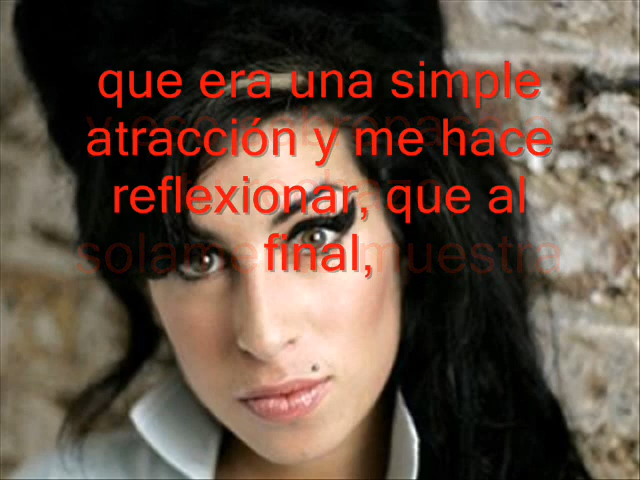 que era una simple
atracción y me hace
reflexionar, que al
final,